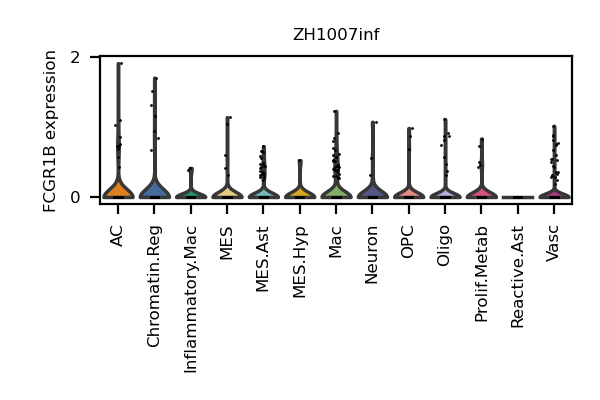 ZH1007inf
FCGR1B expression
2
0
AC
Chromatin.Reg
Inflammatory.Mac
MES
MES.Ast
MES.Hyp
Mac
Neuron
OPC
Oligo
Prolif.Metab
Reactive.Ast
Vasc